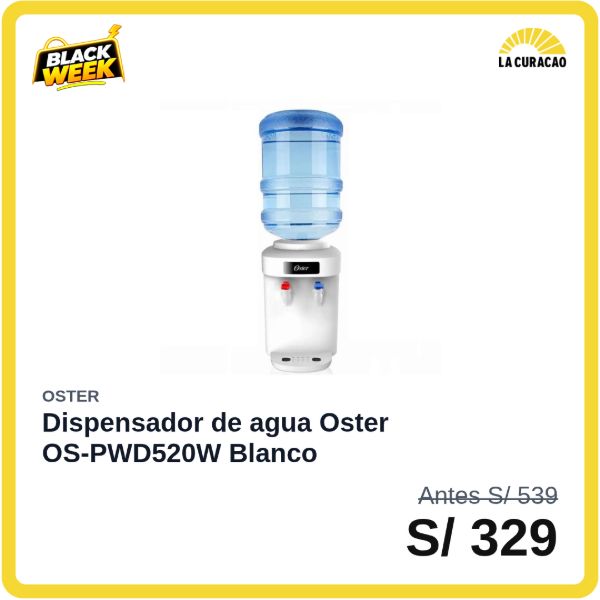 BLACK
WEEK
LA CURACAO
Oster
OSTER
Dispensador de agua Oster
OS-PWD520W Blanco
Antes S/ 539
S/ 329